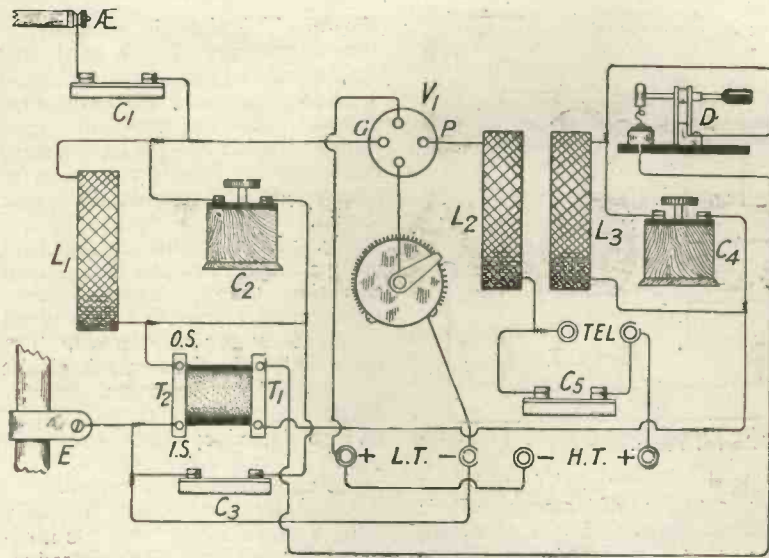 Æ
C1
V1
G
P
D
L1
C2
L2
L3
C4
O.S.
T2
T1
TEL
C5
E
I.S.
+ L.T. - - H.T. +
C3